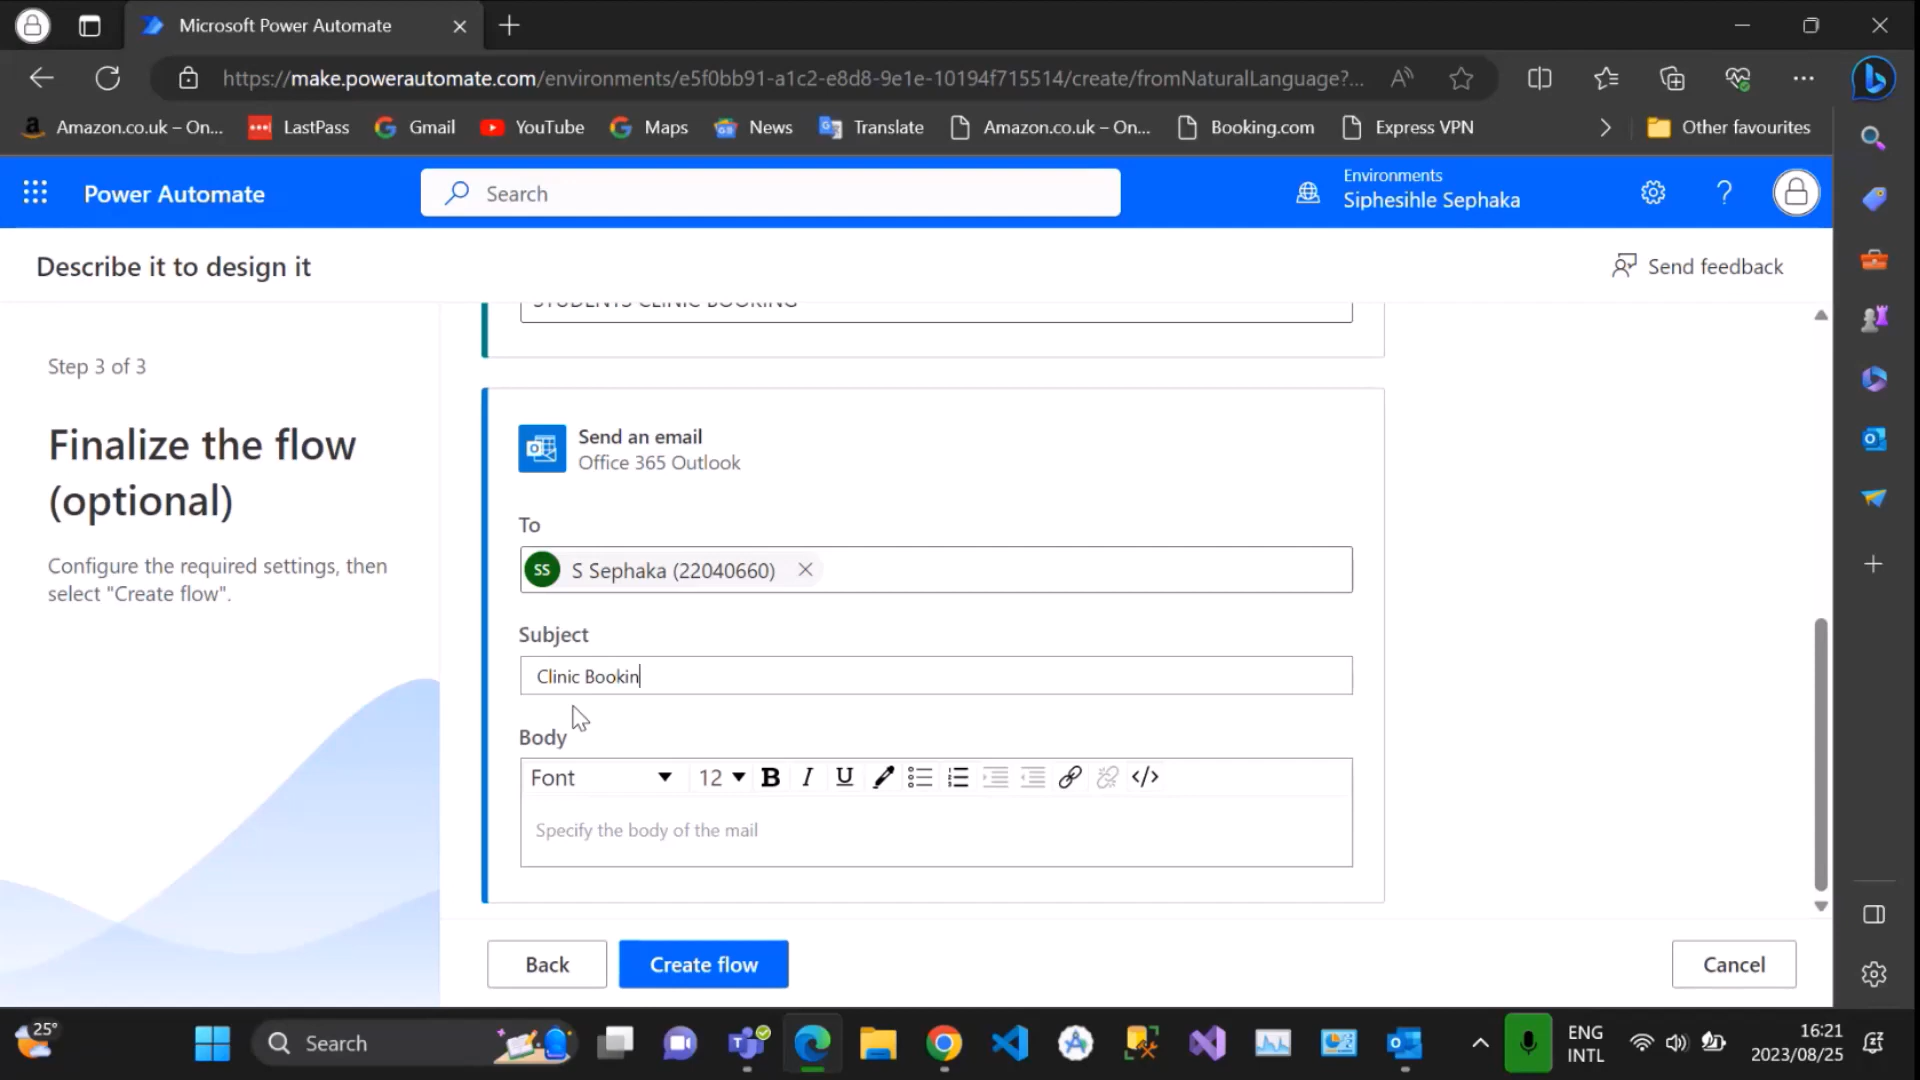 Microsoft Power Automate
https://make.powerautomate.com/environments/e5f0bb91-a1c2-e8d8-9e1e-10194f715514/create/fromNaturalLanguage?...
Amazon.co.uk – On... LastPass Gmail YouTube Maps News Translate Amazon.co.uk – On... Booking.com Express VPN Other favourites
Power Automate
Search
Environments
Siphesihle Sephaka
Describe it to design it
Send feedback
STUDENTS CLINIC BOOKING
Step 3 of 3
Finalize the flow
(optional)
Configure the required settings, then
select "Create flow".
Send an email
Office 365 Outlook
To
SS S Sephaka (22040660)
Subject
Clinic Bookin
Body
Font 12 B I U
Specify the body of the mail
Back
Create flow
Cancel
25°
Search
ENG
INTL
16:21
2023/08/25